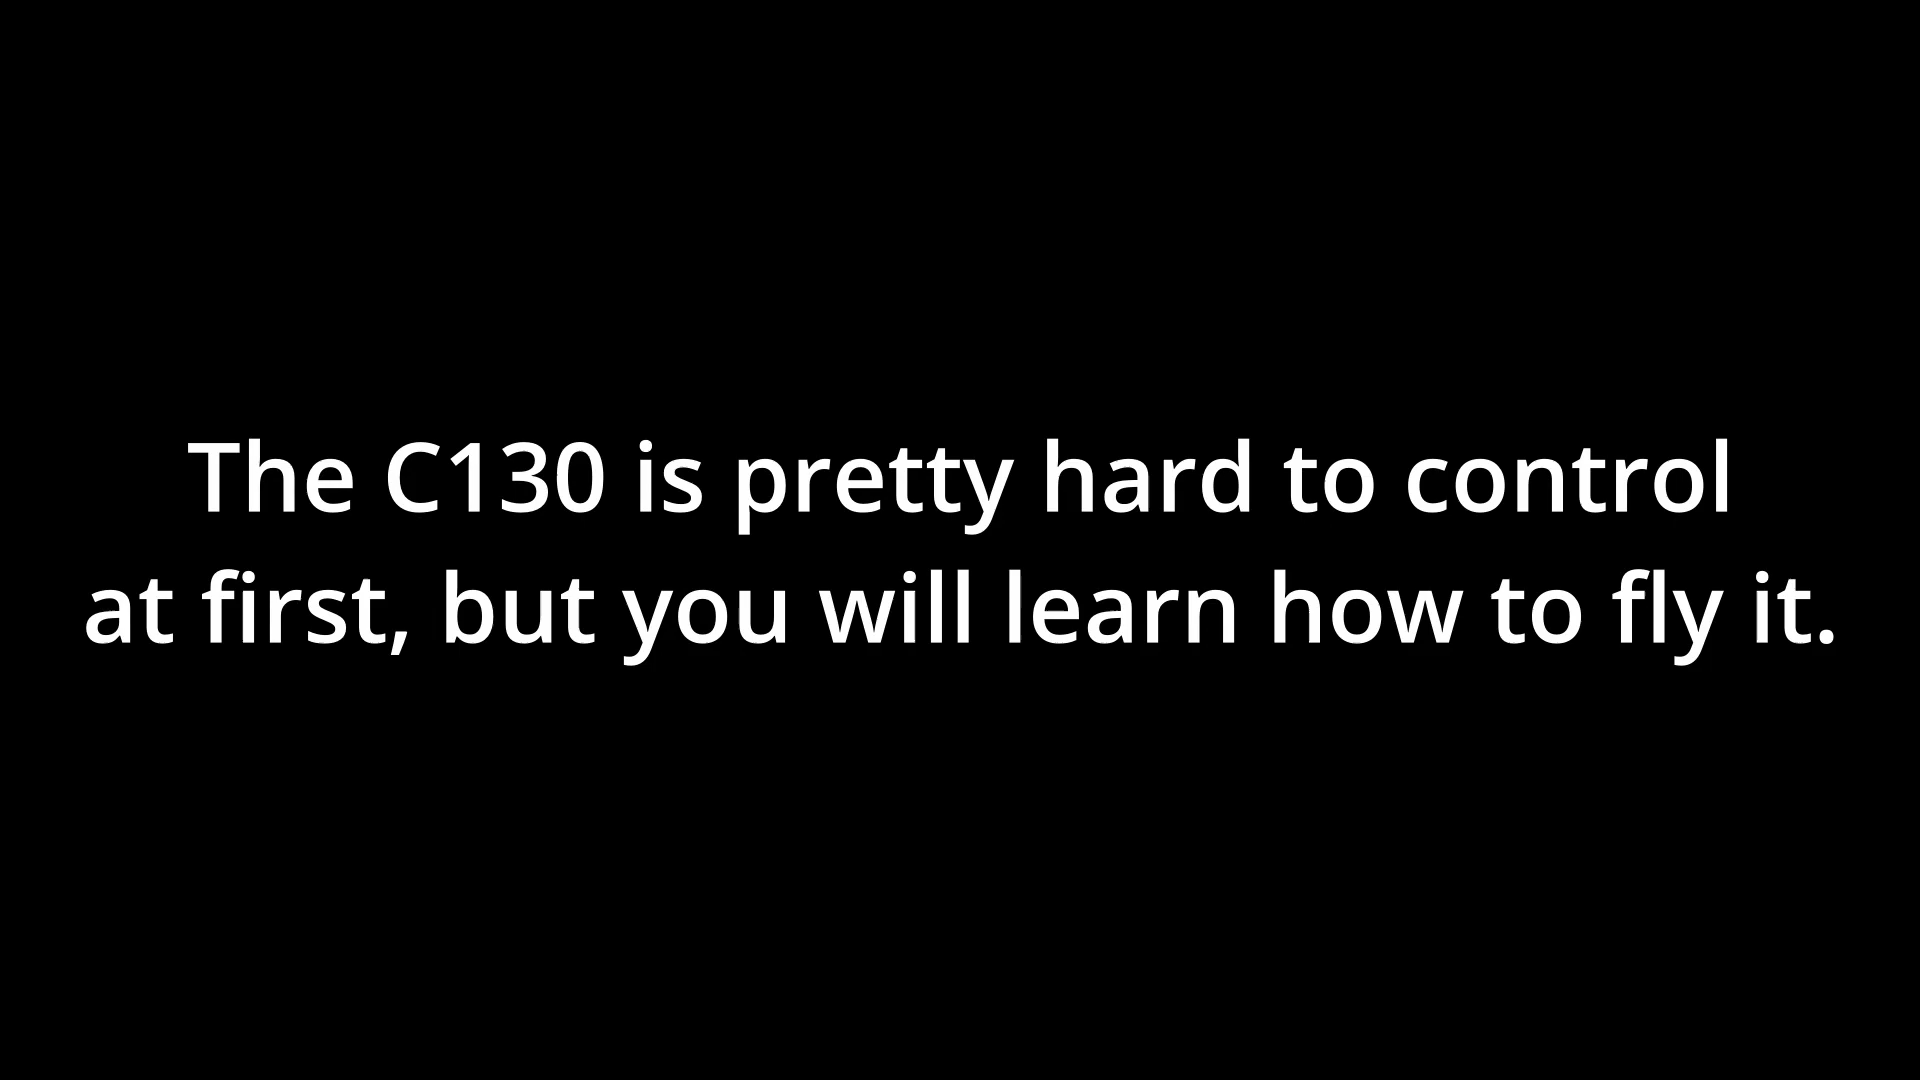 The C130 is pretty hard to control
at first, but you will learn how to fly it.